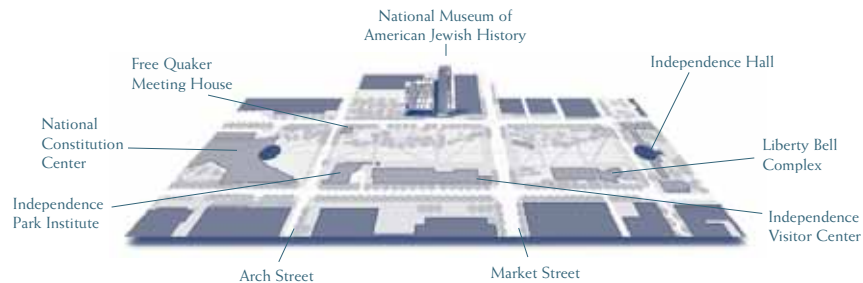 National Museum of
American Jewish History
Free Quaker
Meeting House
Independence Hall
National
Constitution
Center
Liberty Bell
Complex
Independence
Park Institute
Independence
Visitor Center
Arch Street
Market Street